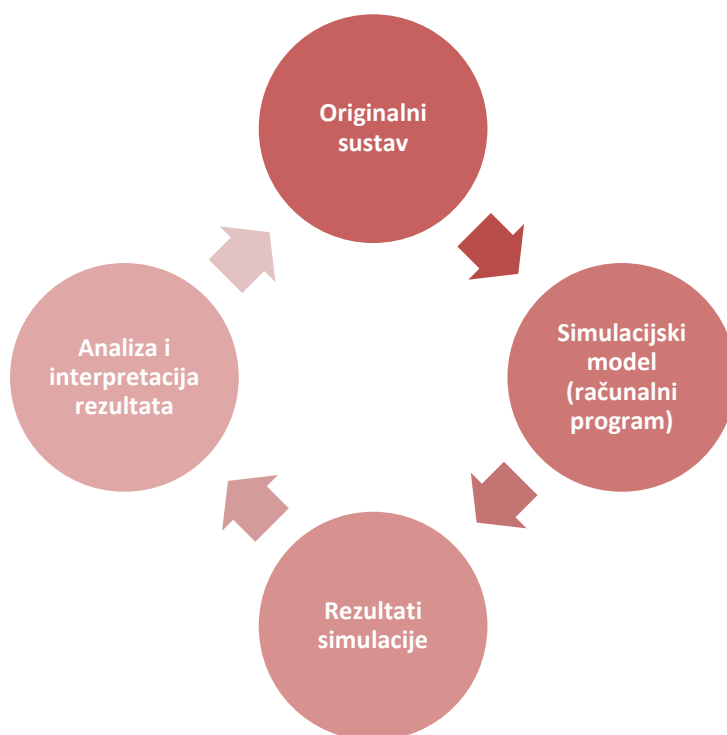 Originalni
sustav
Simulacijski
model
(računalni
program)
Rezultati
simulacije
Analiza i
interpretacija
rezultata